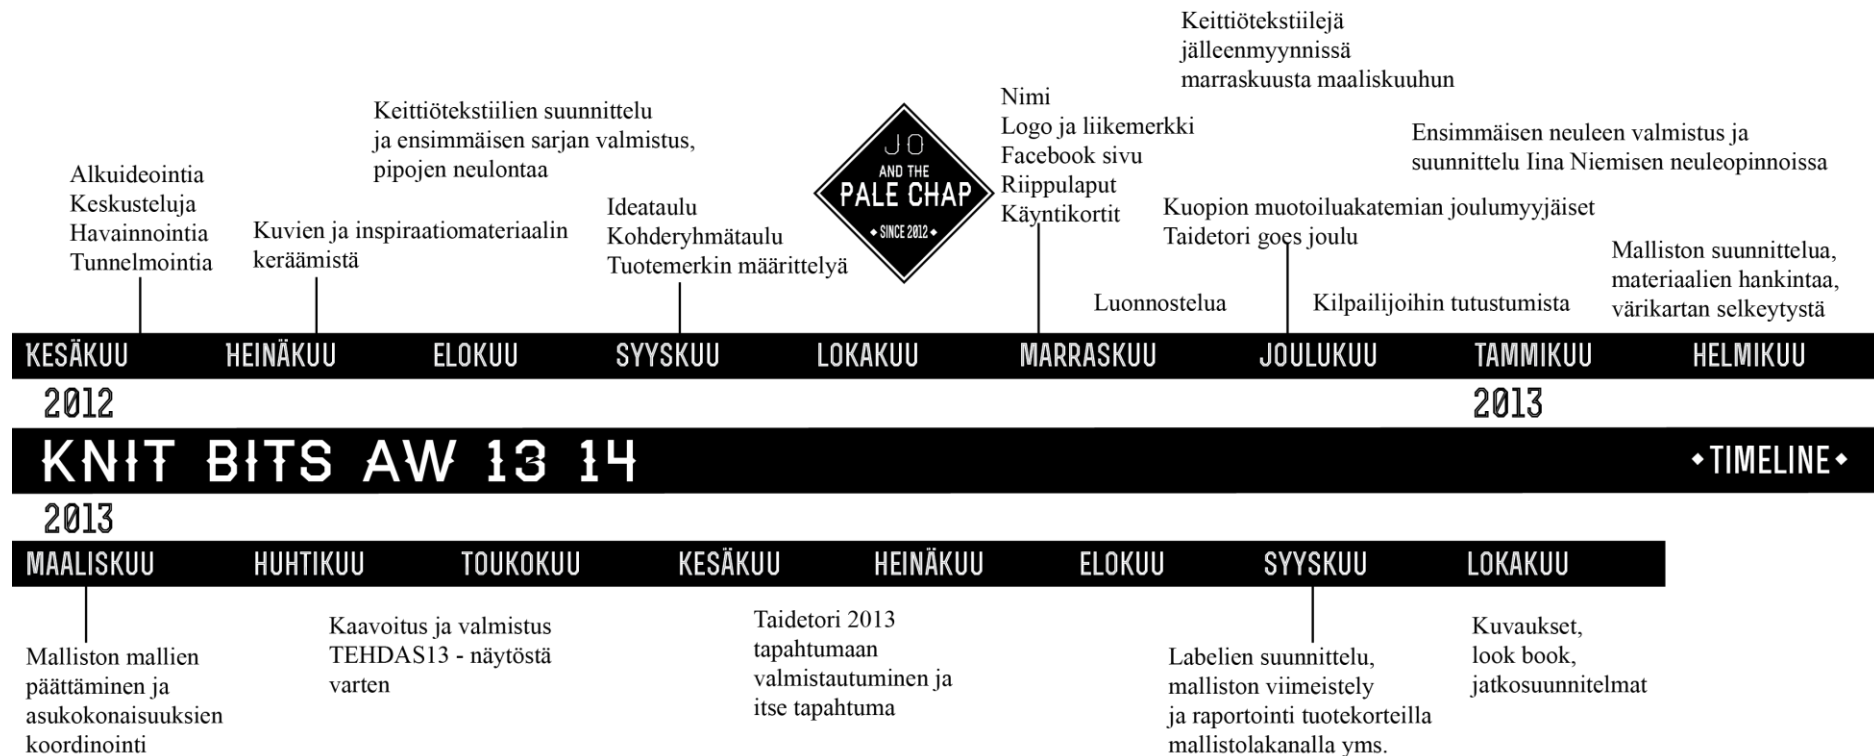 Alkuideointia
Keskusteluja
Havainnointia
Tunnelmointia
Kuvien ja inspiraatiomateriaalin
keräämistä
Keittiötekstiilien suunnittelu
ja ensimmäisen sarjan valmistus,
pipojen neulontaa
Ideataulu
Kohderyhmätaulu
Tuotemerkin määrittelyä
JO
AND THE
PALE CHAP
SINCE 2012
Nimi
Logo ja liikemerkki
Facebook sivu
Riippulaput
Käyntikortit
Luonnostelua
Keittiötekstiilejä
jälleenmyynnissä
marraskuusta maaliskuuhun
Kuopion muotoiluakatemian joulumyyjäiset
Taidetori goes joulu
Kilpailijoihin tutustumista
Ensimmäisen neuleen valmistus ja
suunnittelu Iina Niemisen neuleopinnoissa
Malliston suunnittelua,
materiaalien hankintaa,
värikartan selkeytystä
KESÄKUU HEINÄKUU ELOKUU SYYSKUU LOKAKUU MARRASKUU JOULUKUU TAMMIKUU HELMIKUU
2012 2013
KNIT BITS AW 13 14 TIMELINE
2013
MAALISKUU HUHTIKUU TOUKOKUU KESÄKUU HEINÄKUU ELOKUU SYYSKUU LOKAKUU
Malliston mallien
päättäminen ja
asukokonaisuuksien
koordinointi
Kaavoitus ja valmistus
TEHDAS13 - näytöstä
varten
Taidetori 2013
tapahtumaan
valmistautuminen ja
itse tapahtuma
Labelien suunnittelu,
malliston viimeistely
ja raportointi tuotekorteilla
mallistolakanalla yms.
Kuvaukset,
look book,
jatkosuunnitelmat